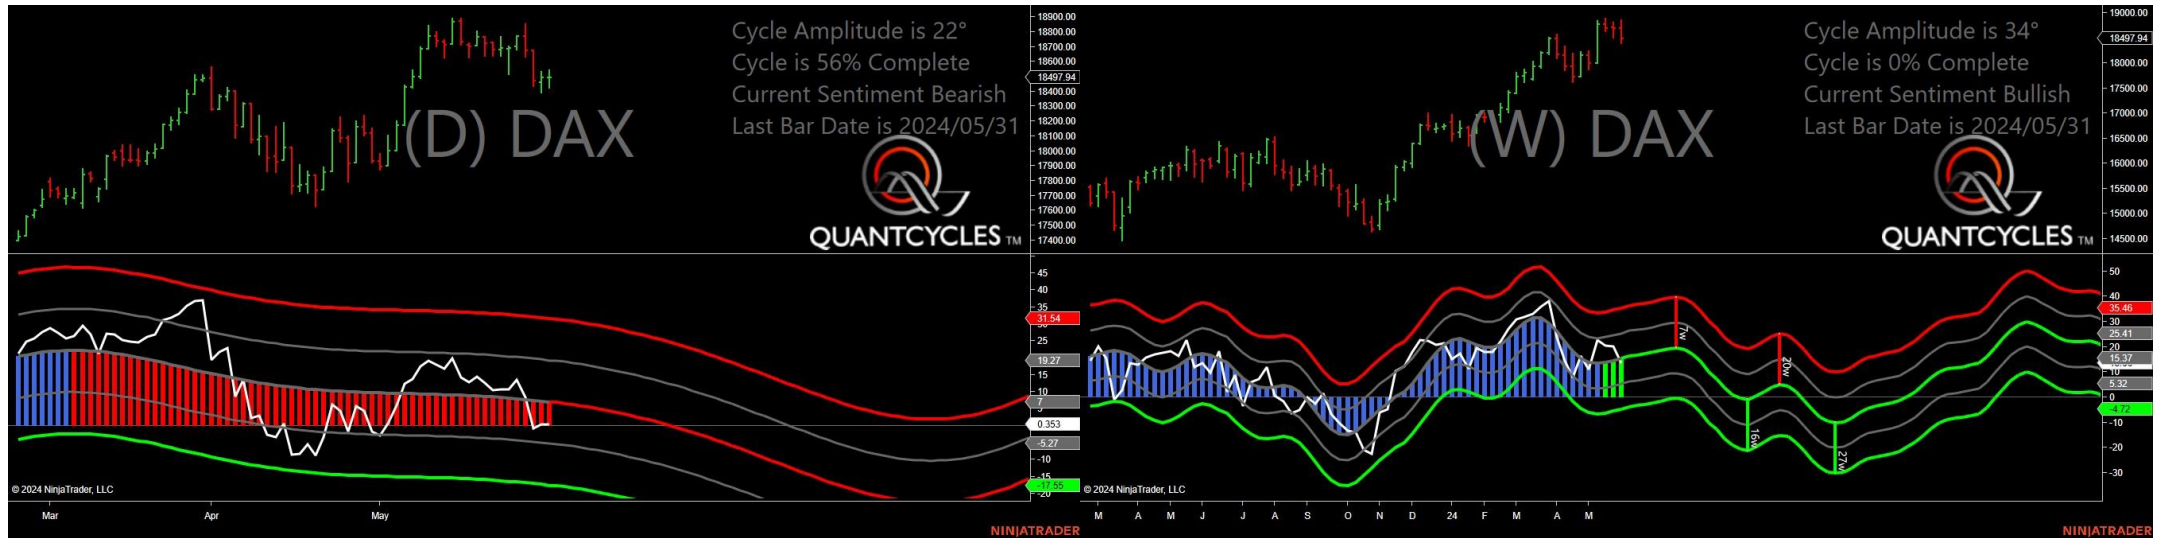 Cycle Amplitude is 22°
Cycle is 56% Complete
Current Sentiment Bearish
Last Bar Date is 2024/05/31
(D) DAX
QUANTCYCLES TM
18900.00
18800.00
18700.00
18600.00
18497.94
18400.00
18300.00
18200.00
18100.00
18000.00
17900.00
17800.00
17700.00
17600.00
17500.00
17400.00
45
40
35
31.54
25
19.27
15
10
7
0.353
-5.27
-10
-17.55
-20
© 2024 NinjaTrader, LLC
Mar Apr May
NINJATRADER
Cycle Amplitude is 34°
Cycle is 0% Complete
Current Sentiment Bullish
Last Bar Date is 2024/05/31
(W) DAX
QUANTCYCLES TM
19000.00
18497.94
18000.00
17500.00
17000.00
16500.00
16000.00
15500.00
15000.00
14500.00
50
40
35.46
30
25.41
20
15.37
10
5.32
0
-4.72
-10
-20
-30
7w
20w
16w
27w
© 2024 NinjaTrader, LLC
M A M J J A S O N D 24 F M A M
NINJATRADER